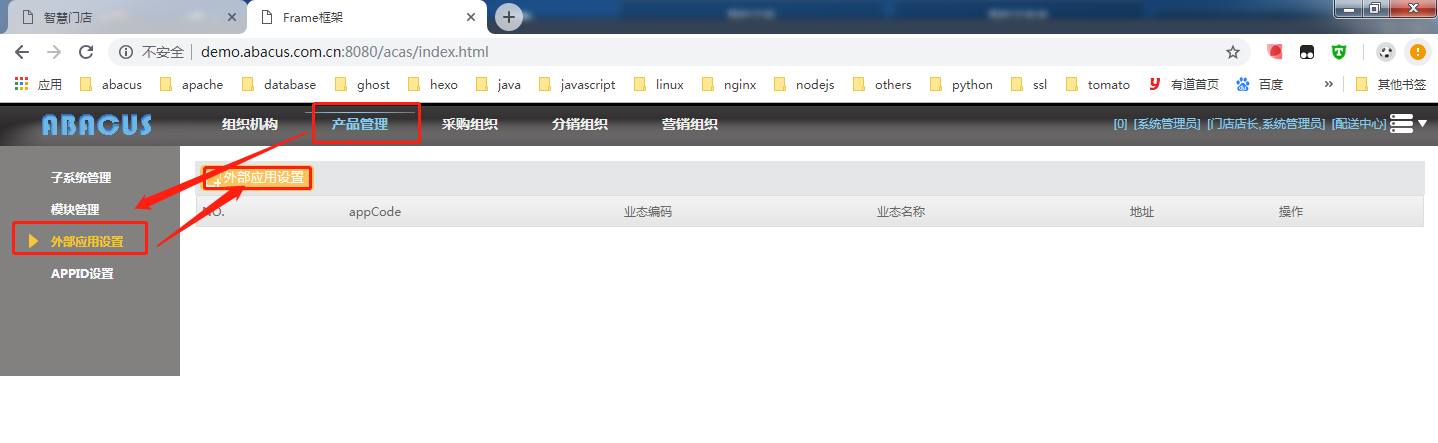 智慧门店
Frame框架
不安全 demo.abacus.com.cn:8080/acas/index.html
应用 abacus apache database ghost hexo java javascript linux nginx nodejs others python ssl tomato 有道首页 百度 » 其他书签
ABACUS 组织机构 产品管理 采购组织 分销组织 营销组织 [0] [系统管理员] [门店店长,系统管理员] [配送中心]
子系统管理
模块管理
外部应用设置
APPID设置
外部应用设置
NO. appCode 业态编码 业态名称 地址 操作